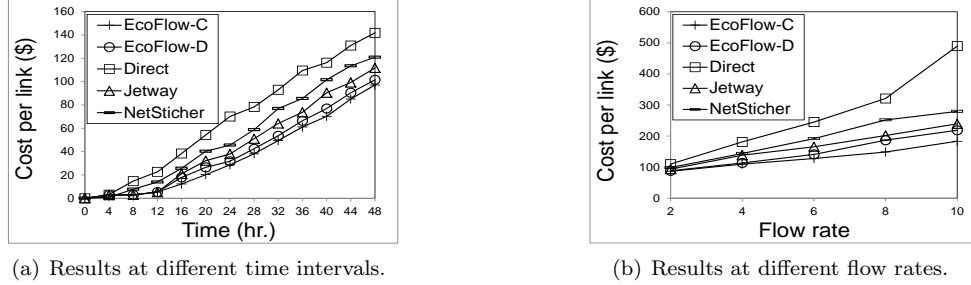 160
140
120
100
80
60
40
20
0
Cost per link ($)
EcoFlow-C
EcoFlow-D
Direct
Jetway
NetSticher
0 4 8 12 16 20 24 28 32 36 40 44 48
Time (hr.)
(a) Results at different time intervals.
600
500
400
300
200
100
0
Cost per link ($)
EcoFlow-C
EcoFlow-D
Direct
Jetway
NetSticher
2 4 6 8 10
Flow rate
(b) Results at different flow rates.